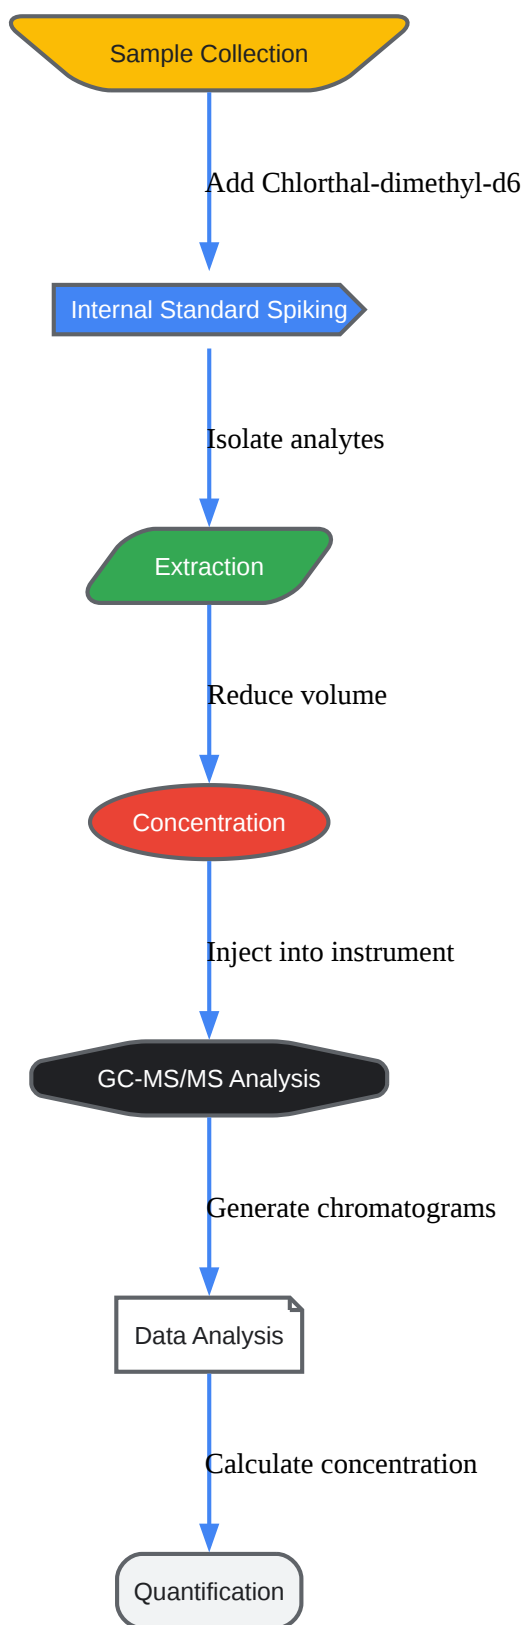 Sample Collection
Add Chlorthal-dimethyl-d6
Internal Standard Spiking
Isolate analytes
Extraction
Reduce volume
Concentration
Inject into instrument
GC-MS/MS Analysis
Generate chromatograms
Data Analysis
Calculate concentration
Quantification